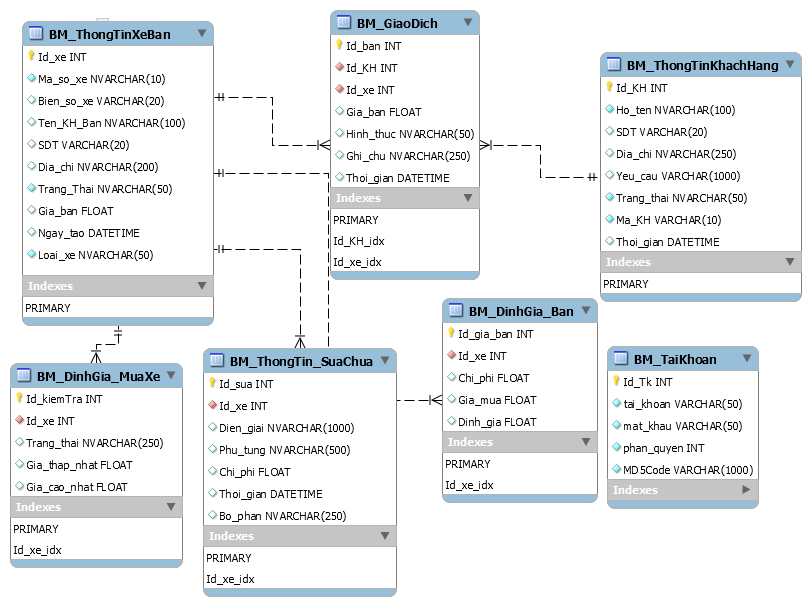 BM_ThongTinXeBan
Id_xe INT
Ma_so_xe NVARCHAR(10)
Bien_so_xe VARCHAR(20)
Ten_KH_Ban NVARCHAR(100)
SDT VARCHAR(20)
Dia_chi NVARCHAR(200)
Trang_Thai NVARCHAR(50)
Gia_ban FLOAT
Ngay_tao DATETIME
Loai_xe NVARCHAR(50)
Indexes
PRIMARY
BM_GiaoDich
Id_ban INT
Id_KH INT
Id_xe INT
Gia_ban FLOAT
Hinh_thuc NVARCHAR(50)
Ghi_chu NVARCHAR(250)
Thoi_gian DATETIME
Indexes
PRIMARY
Id_KH_idx
Id_xe_idx
BM_ThongTinKhachHang
Id_KH INT
Ho_ten NVARCHAR(100)
SDT VARCHAR(20)
Dia_chi NVARCHAR(250)
Yeu_cau VARCHAR(1000)
Trang_thai NVARCHAR(50)
Ma_KH VARCHAR(10)
Thoi_gian DATETIME
Indexes
PRIMARY
BM_DinhGia_MuaXe
Id_kiemTra INT
Id_xe INT
Trang_thai NVARCHAR(250)
Gia_thap_nhat FLOAT
Gia_cao_nhat FLOAT
Indexes
PRIMARY
Id_xe_idx
BM_ThongTin_SuaChua
Id_sua INT
Id_xe INT
Dien_giai NVARCHAR(1000)
Phu_tung NVARCHAR(500)
Chi_phi FLOAT
Thoi_gian DATETIME
Bo_phan NVARCHAR(250)
Indexes
PRIMARY
Id_xe_idx
BM_DinhGia_Ban
Id_gia_ban INT
Id_xe INT
Chi_phi FLOAT
Gia_mua FLOAT
Dinh_gia FLOAT
Indexes
PRIMARY
Id_xe_idx
BM_TaiKhoan
Id_Tk INT
tai_khoan VARCHAR(50)
mat_khau VARCHAR(50)
phan_quyen INT
MD5Code VARCHAR(1000)
Indexes